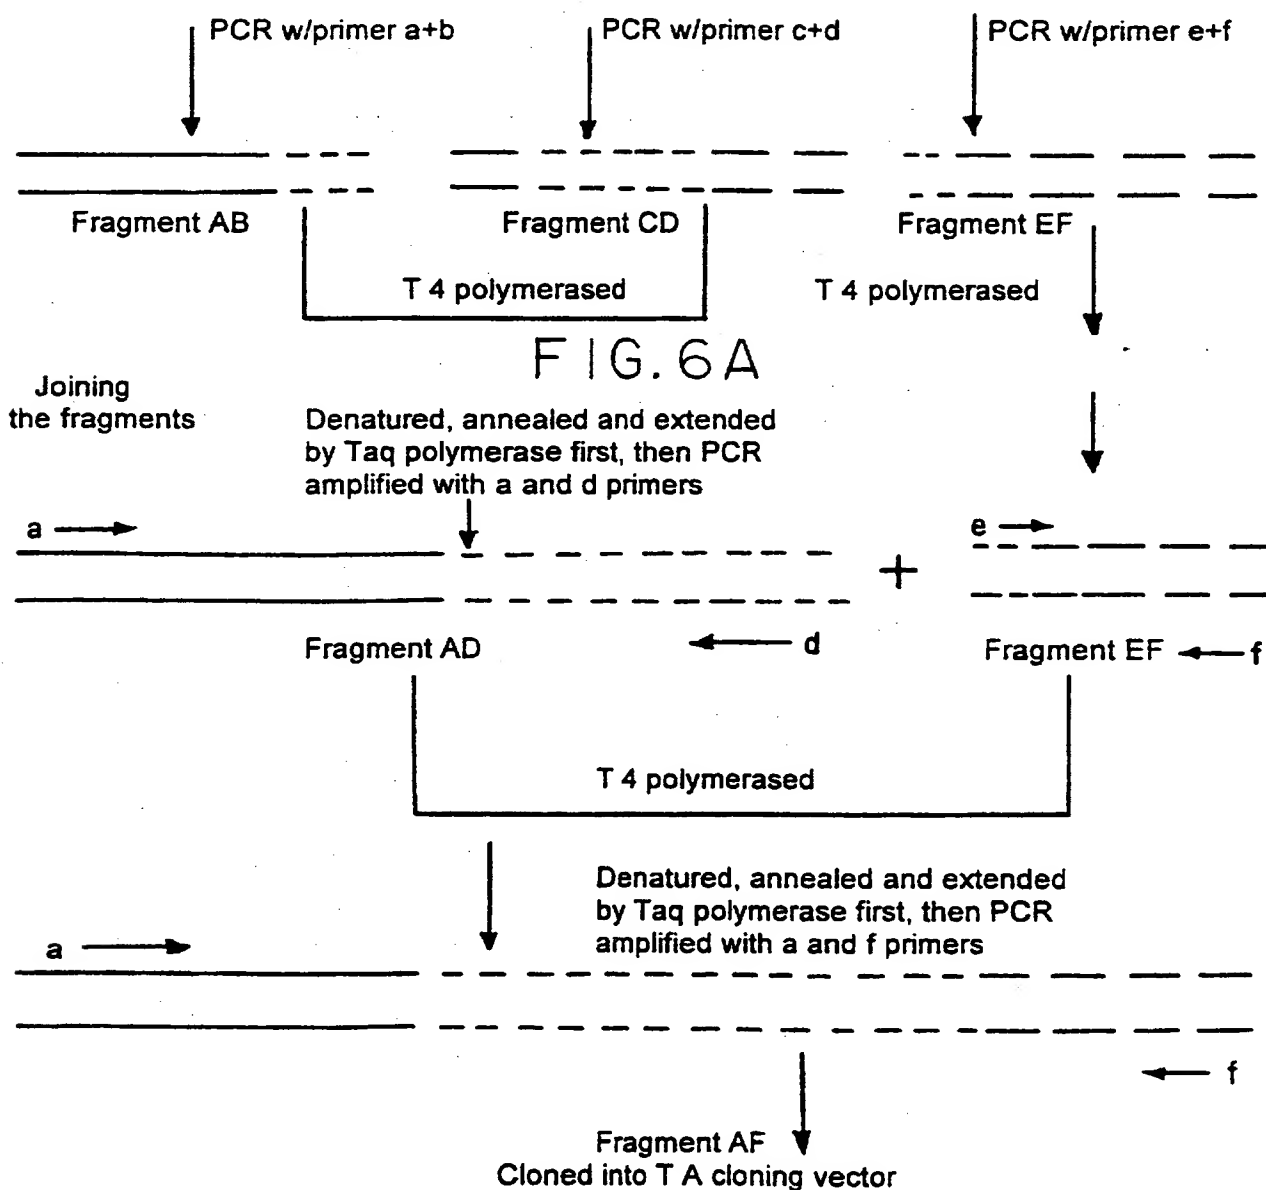 PCR w/primer a+b
PCR w/primer c+d
PCR w/primer e+f
Fragment AB
Fragment CD
Fragment EF
T 4 polymerased
T 4 polymerased
FIG. 6A
Joining
the fragments
Denatured, annealed and extended
by Taq polymerase first, then PCR
amplified with a and d primers
a
e
+
d
Fragment AD
Fragment EF
f
T 4 polymerased
Denatured, annealed and extended
by Taq polymerase first, then PCR
amplified with a and f primers
a
f
Fragment AF
Cloned into T A cloning vector